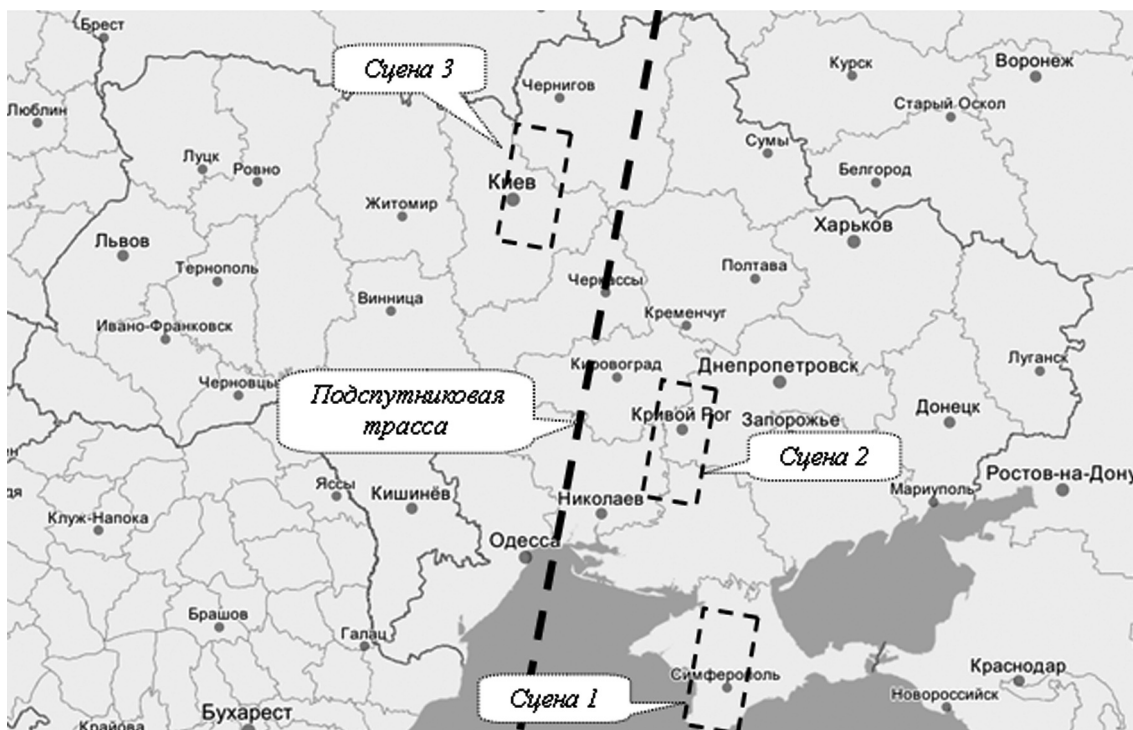 Брест
Сцена 3
Курск
Воронеж
Чернигов
Люблин
Старый Оскол
Сумы
Луцк
Ровно
Белгород
Киев
Житомир
Харьков
Львов
Тернополь
Черкассы
Полтава
Винница
Кременчуг
Ивано-Франковск
Кировоград
Днепропетровск
Луганск
Черновцы
Подспутниковая
трасса
Кривой Рог
Запорожье
Донецк
Сцена 2
Ростов-на-Дону
Яссы
Кишинёв
Николаев
Мариуполь
Клуж-Напока
Одесса
Брашов
Галац
Симферополь
Краснодар
Сцена 1
Новороссийск
Бухарест
Крайова